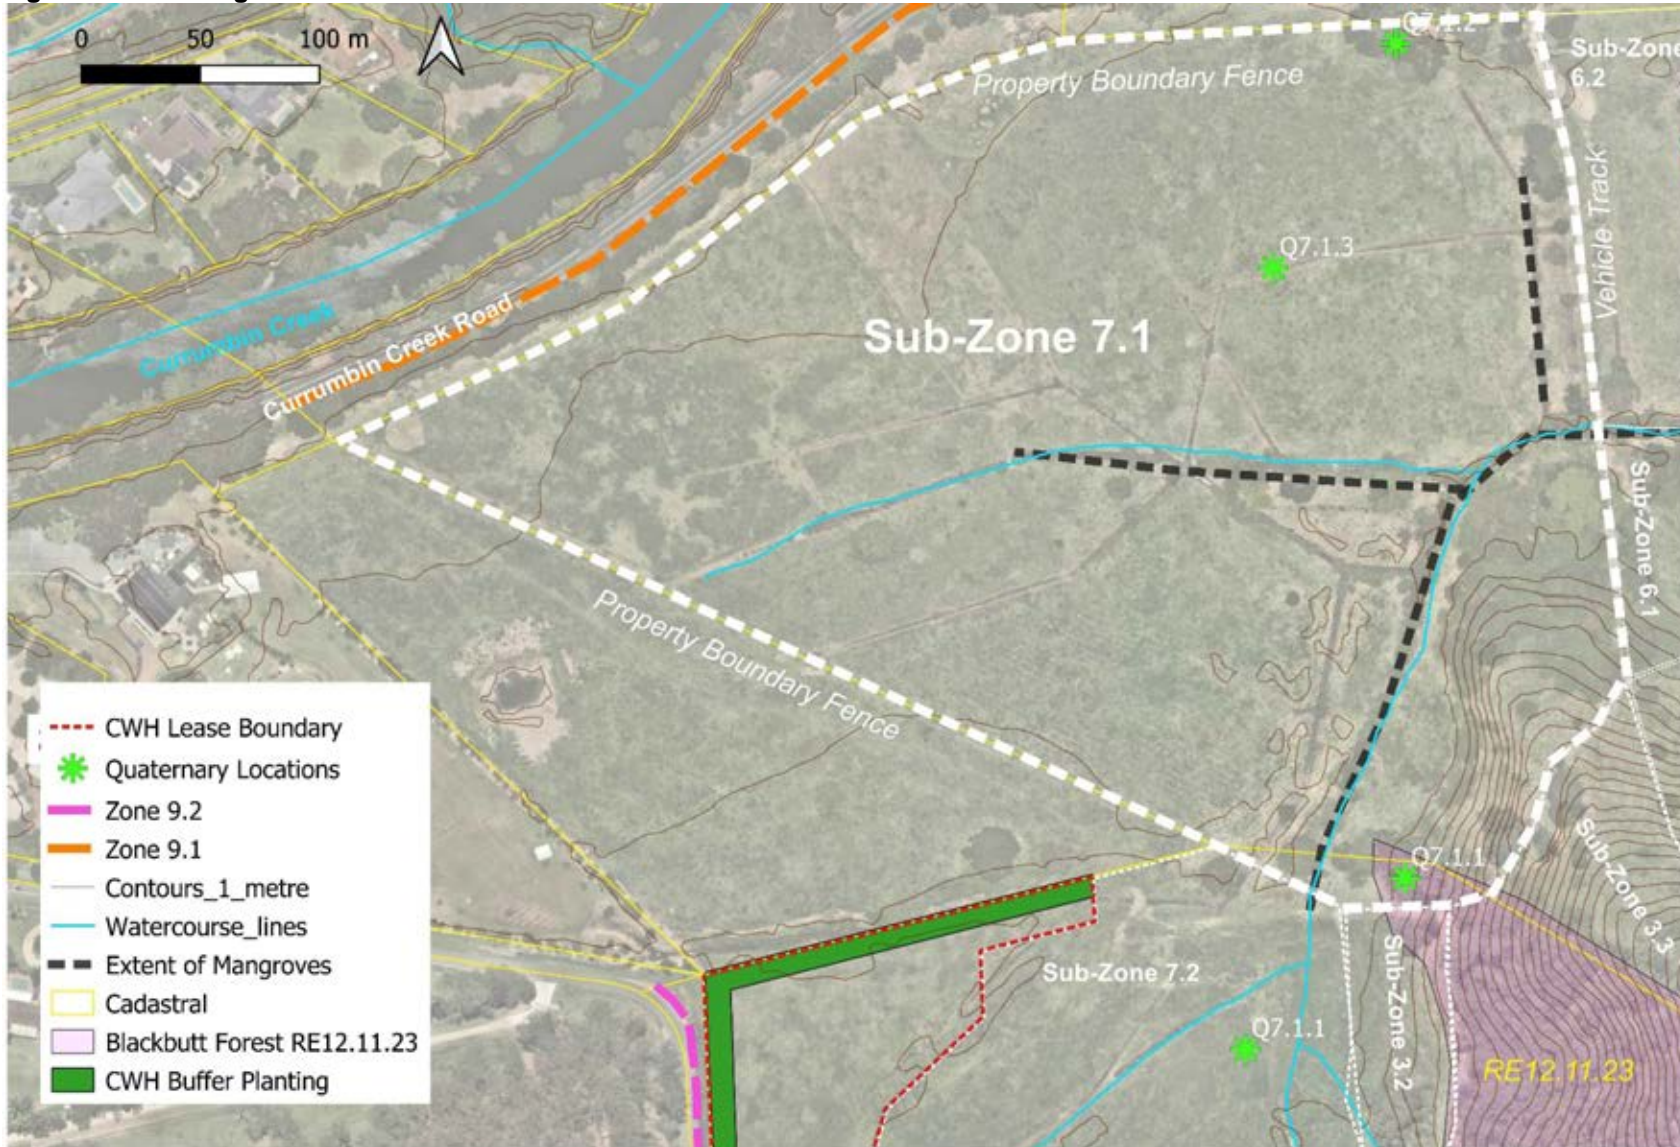 0 50 100 m
Q7.1.2
Sub-Zone
6.2
Property Boundary Fence
Vehicle Track
Q7.1.3
Sub-Zone 7.1
Currumbin Creek
Currumbin Creek Road
Sub-Zone 6.1
Property Boundary Fence
CWH Lease Boundary
Quaternary Locations
Zone 9.2
Zone 9.1
Contours_1_metre
Watercourse_lines
Extent of Mangroves
Cadastral
Blackbutt Forest RE12.11.23
CWH Buffer Planting
Q7.1.1
Sub-Zone 3.3
Sub-Zone 7.2
Sub-Zone 3.2
Q7.1.1
RE12.11.23